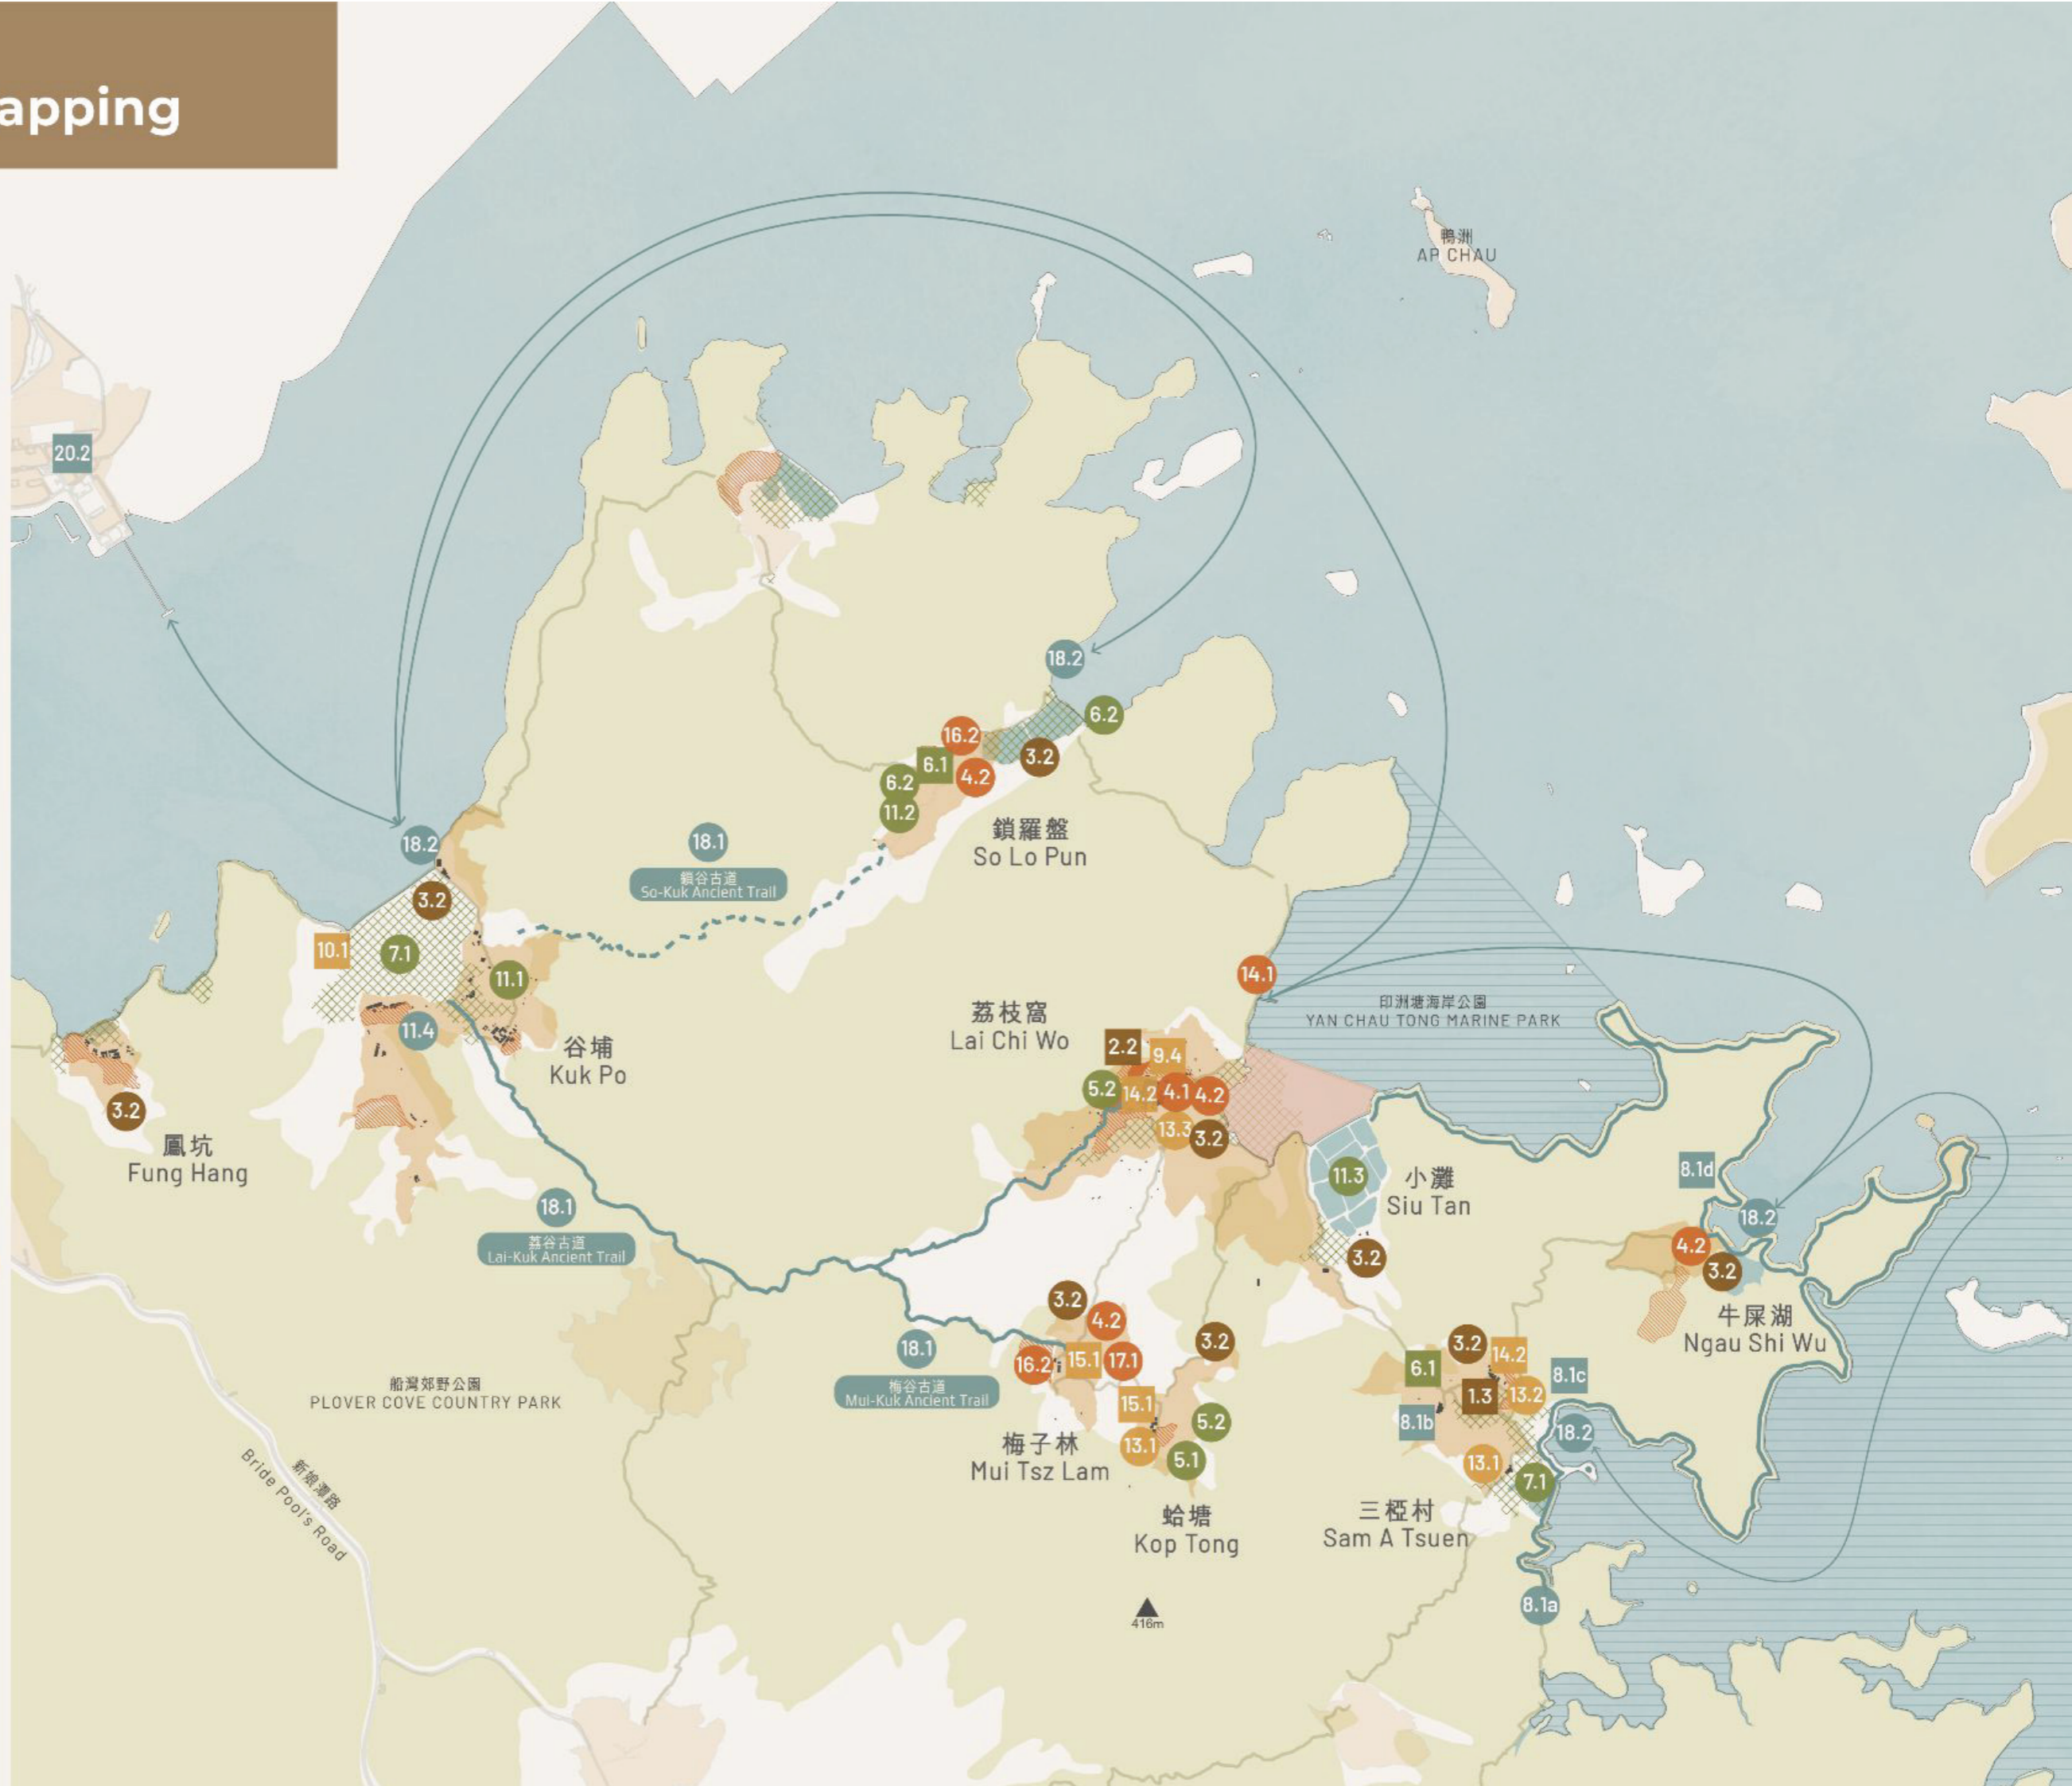 apping
鴨洲
AP CHAU
20.2
18.2
6.2
16.2
3.2
6.1
4.2
6.2
11.2
鎖羅盤
So Lo Pun
18.1
鎖谷古道
So-Kuk Ancient Trail
18.2
3.2
10.1
7.1
11.1
11.4
谷埔
Kuk Po
3.2
鳳坑
Fung Hang
14.1
印洲塘海岸公園
YAN CHAU TONG MARINE PARK
荔枝窩
Lai Chi Wo
2.2
9.4
5.2
14.2
4.1
4.2
13.3
3.2
11.3
小灘
Siu Tan
3.2
8.1d
18.2
4.2
3.2
牛屎湖
Ngau Shi Wu
18.1
荔谷古道
Lai-Kuk Ancient Trail
3.2
4.2
16.2
15.1
17.1
3.2
18.1
梅谷古道
Mui-Kuk Ancient Trail
15.1
13.1
5.2
5.1
梅子林
Mui Tsz Lam
蛤塘
Kop Tong
3.2
14.2
6.1
8.1c
1.3
13.2
8.1b
18.2
13.1
7.1
三椏村
Sam A Tsuen
8.1a
416m
船灣郊野公園
PLOVER COVE COUNTRY PARK
新娘潭路
Bride Pool's Road